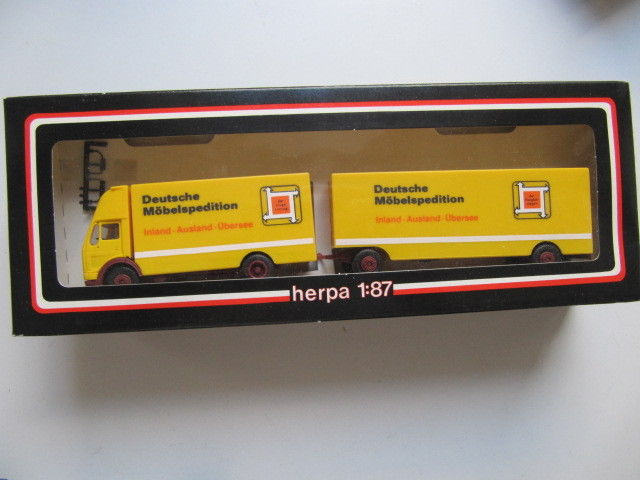 Deutsche
Möbelspedition
Inland - Ausland - Übersee
Deutsche
Möbelspedition
Inland - Ausland - Übersee
herpa 1:87